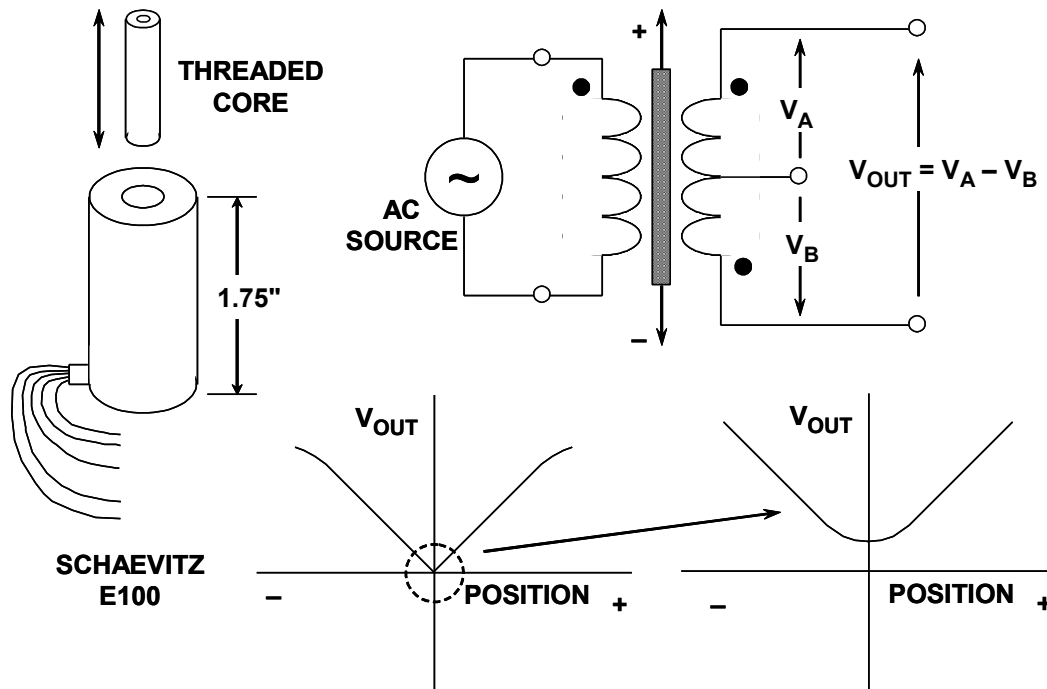 THREADED
CORE
1.75"
SCHAEVITZ
E100
AC
SOURCE
~
+
–
V_A
V_B
V_OUT = V_A – V_B
V_OUT
–
POSITION
+
V_OUT
–
POSITION
+